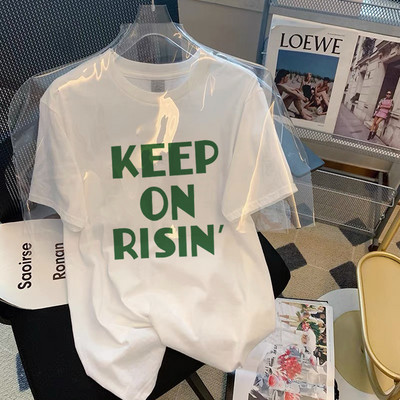 LOEWE
KEEP
ON
RISIN'
Saoirse
Ronan